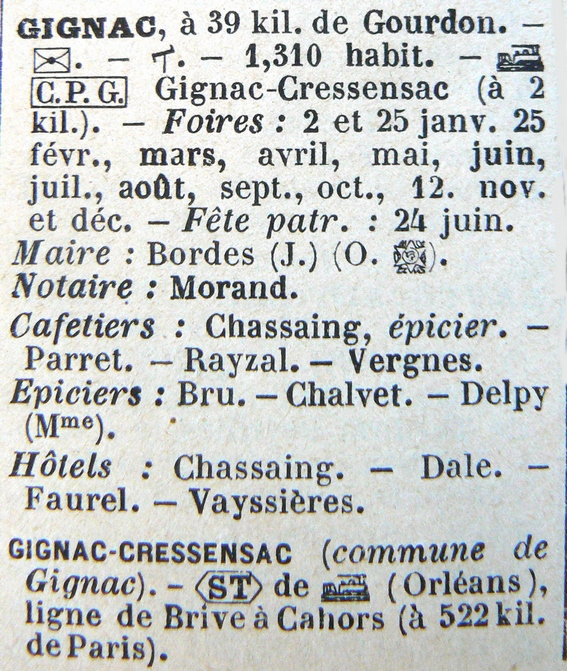 GIGNAC, à 39 kil. de Gourdon. —
. — . — 1,310 habit. —
C.P.G. Gignac-Cressensac (à 2
kil.). — Foires : 2 et 25 janv. 25
févr., mars, avril, mai, juin,
juil., août, sept., oct., 12. nov.
et déc. — Fête patr. : 24 juin.
Maire : Bordes (J.) (O. ).
Notaire : Morand.
Cafetiers : Chassaing, épicier. —
Parret. — Rayzal. — Vergnes.
Epiciers : Bru. — Chalvet. — Delpy
(Mme).
Hôtels : Chassaing. — Dale. —
Faurel. — Vayssières.
GIGNAC-CRESSENSAC (commune de
Gignac). - ST de (Orléans),
ligne de Brive à Cahors (à 522 kil.
de Paris).